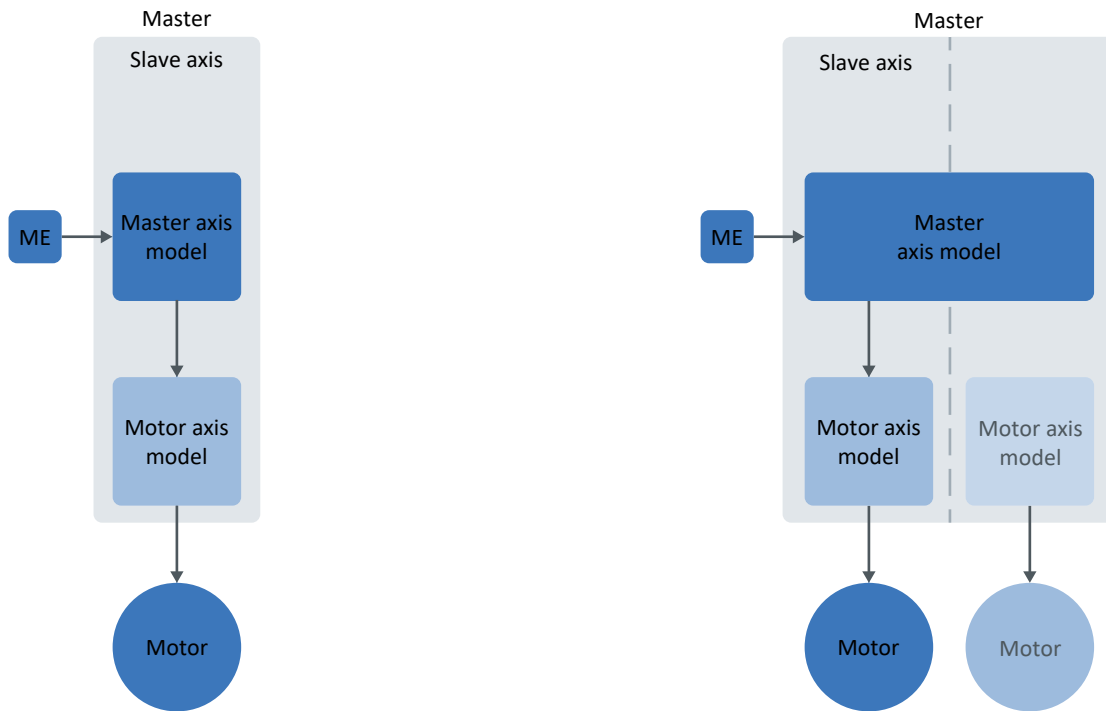 Master
Slave axis
ME
Master axis
model
Motor axis
model
Motor
Master
Slave axis
ME
Master
axis model
Motor axis
model
Motor axis
model
Motor
Motor